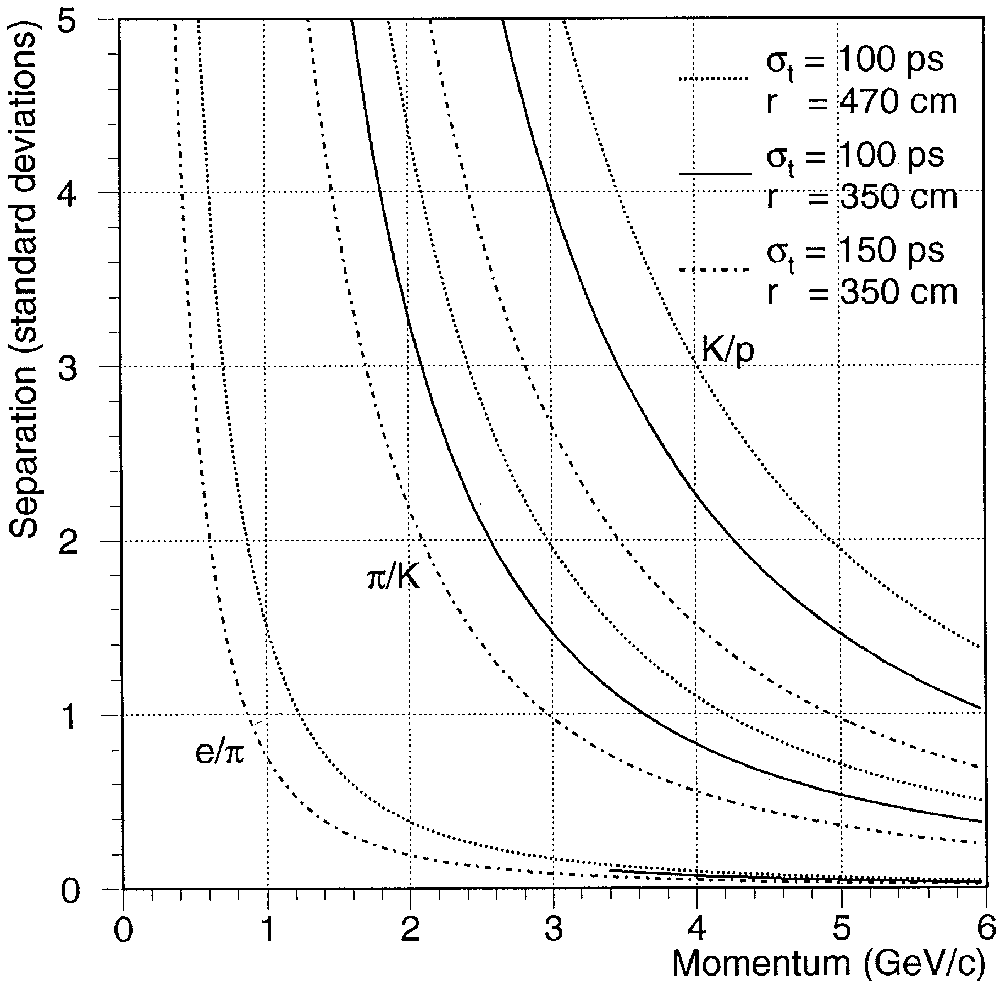 Separation (standard deviations)
5
4
3
2
1
0
σt = 100 ps
r = 470 cm
σt = 100 ps
r = 350 cm
σt = 150 ps
r = 350 cm
K/p
π/K
e/π
0 1 2 3 4 5 6
Momentum (GeV/c)